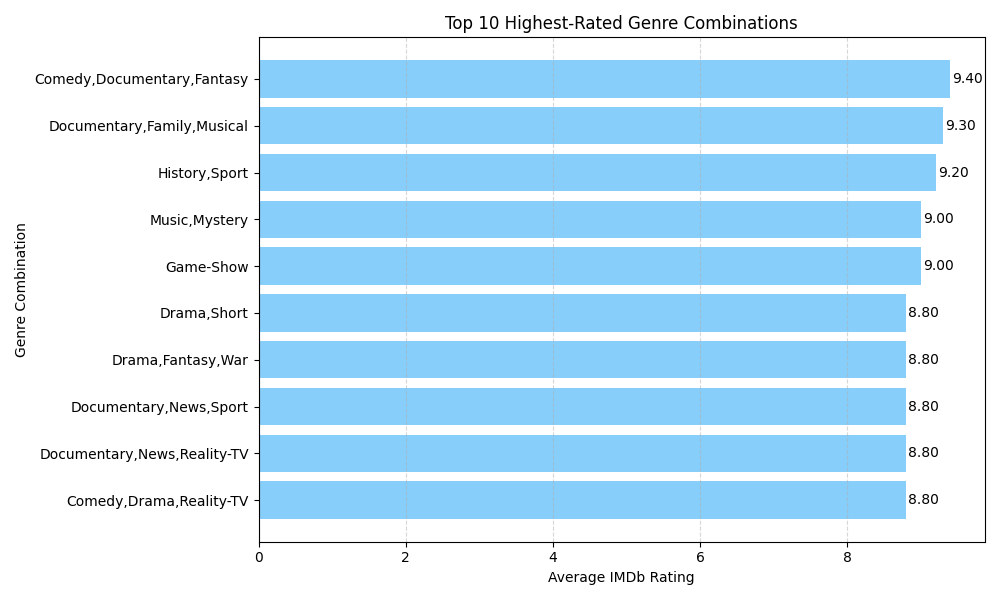 Top 10 Highest-Rated Genre Combinations
Genre Combination
Comedy,Documentary,Fantasy 9.40
Documentary,Family,Musical 9.30
History,Sport 9.20
Music,Mystery 9.00
Game-Show 9.00
Drama,Short 8.80
Drama,Fantasy,War 8.80
Documentary,News,Sport 8.80
Documentary,News,Reality-TV 8.80
Comedy,Drama,Reality-TV 8.80
0 2 4 6 8
Average IMDb Rating